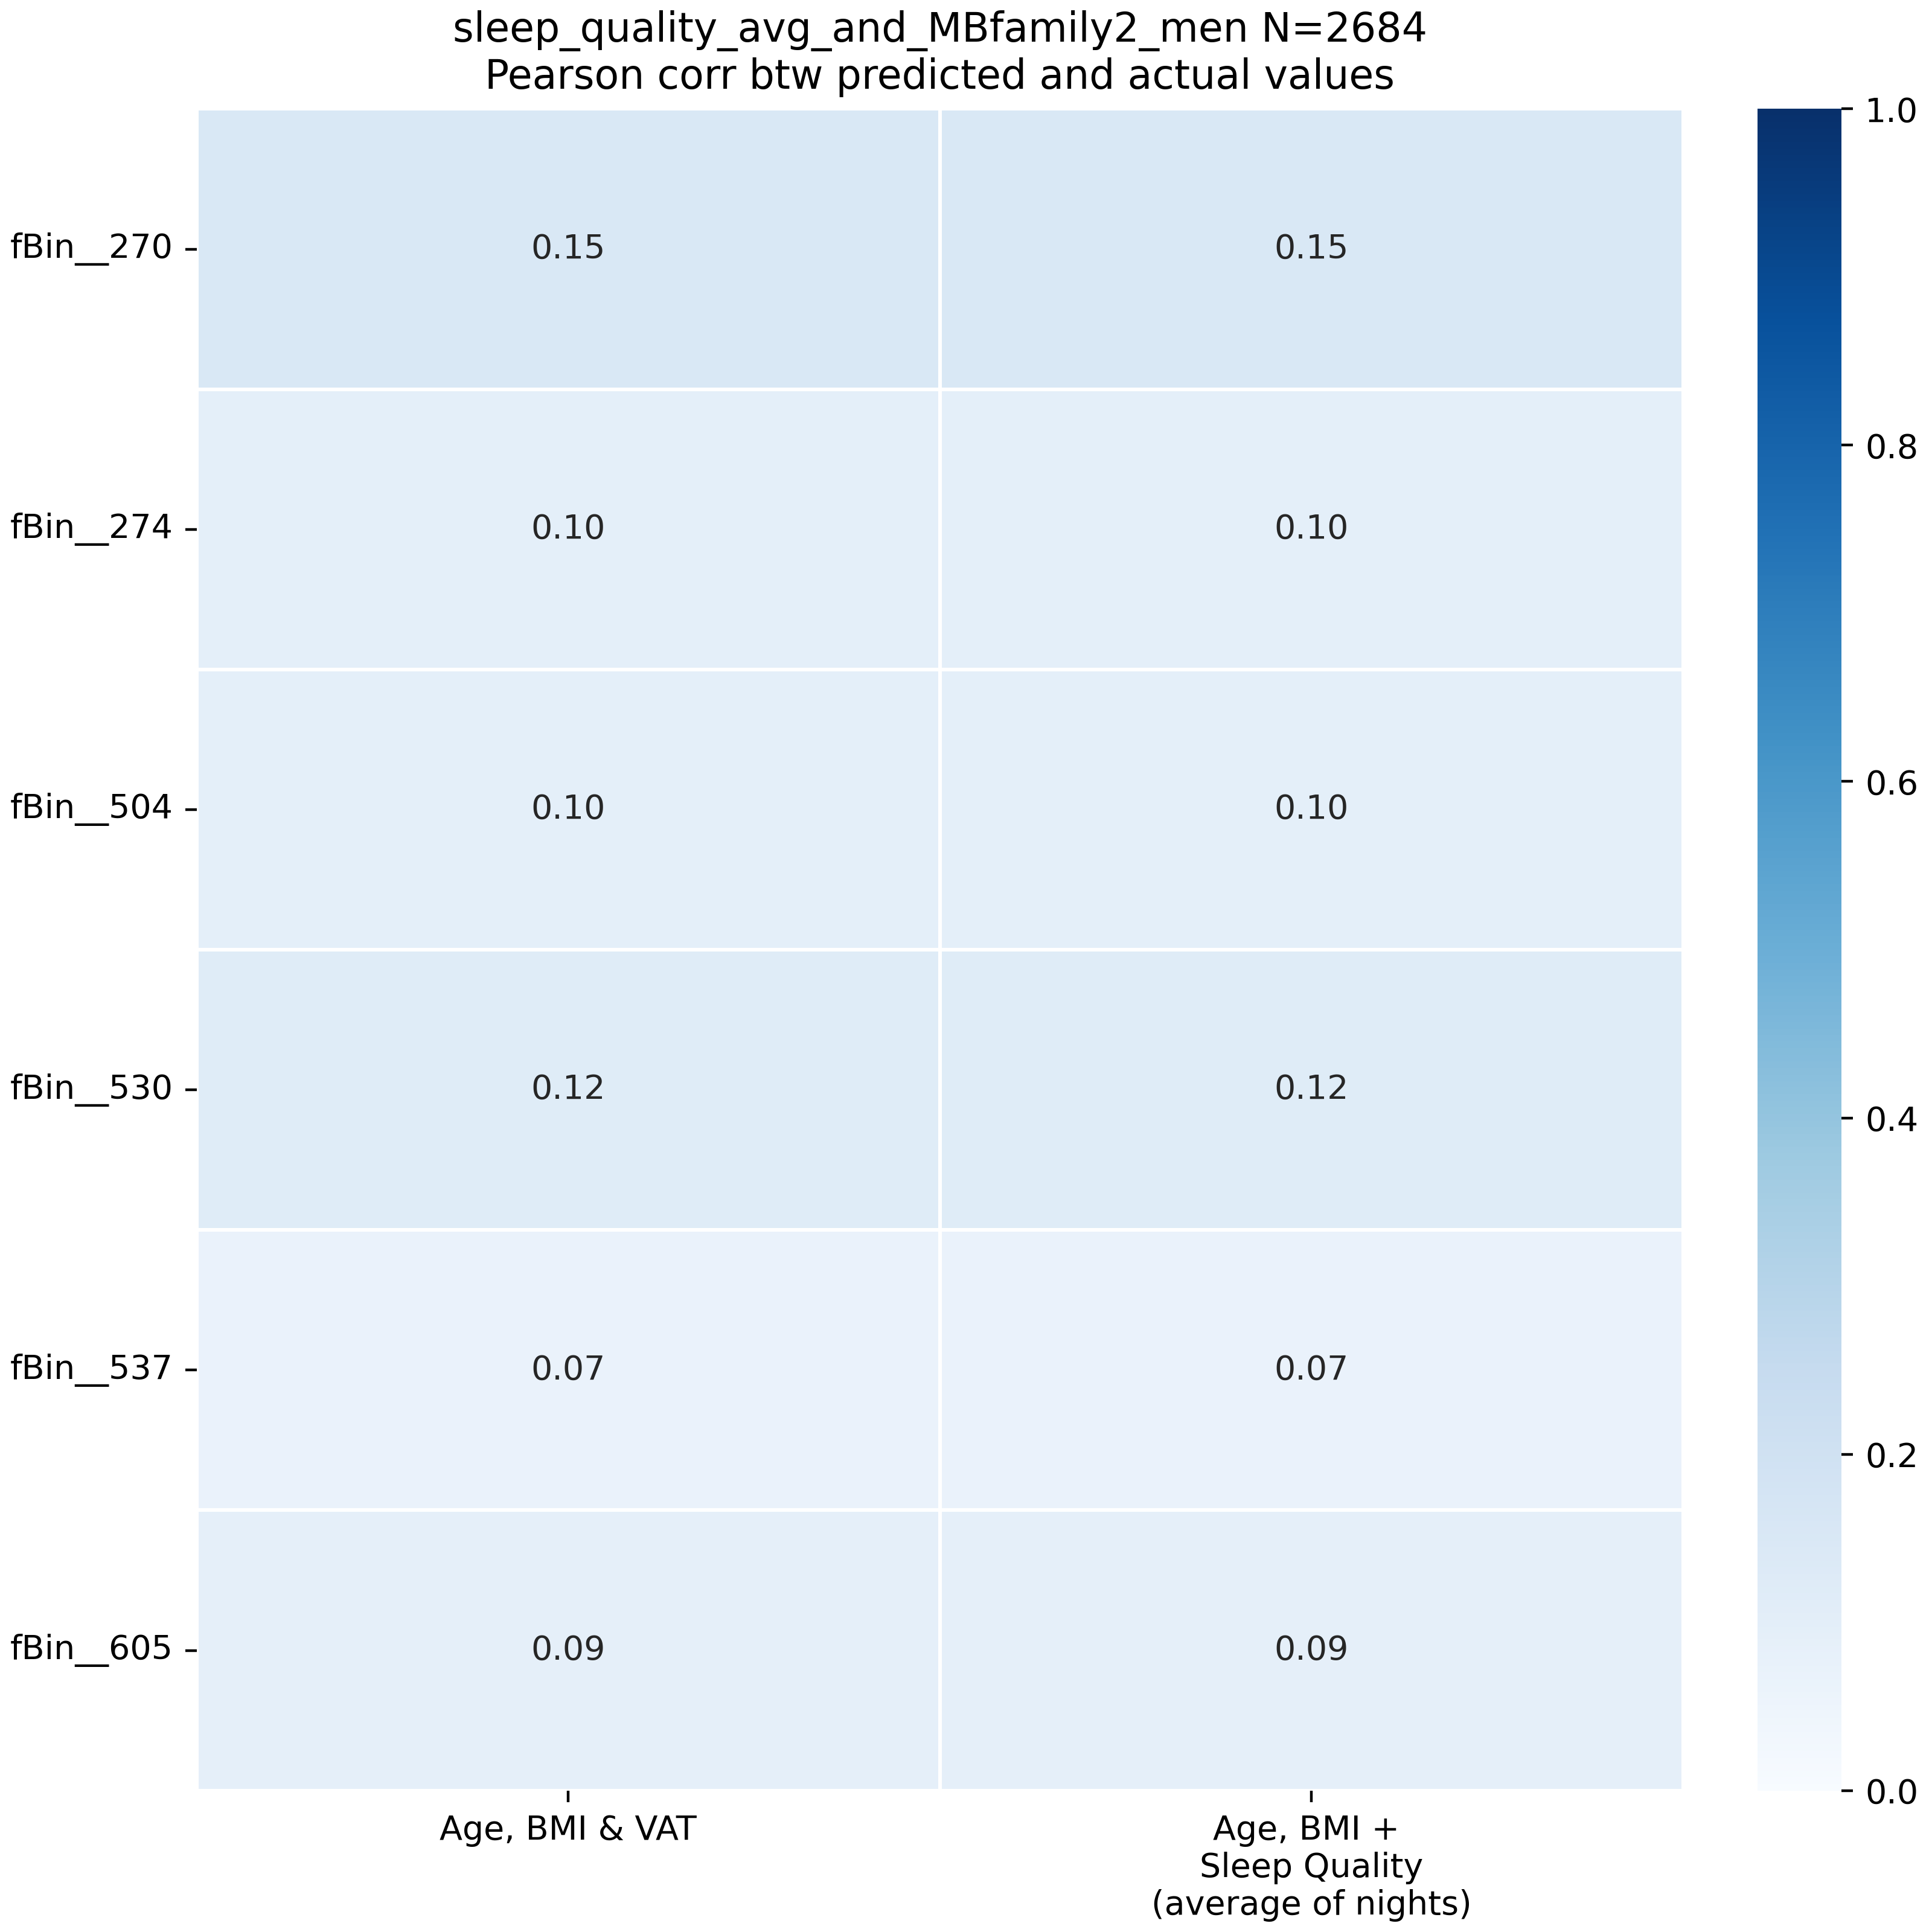 sleep_quality_avg_and_MBfamily2_men N=2684
Pearson corr btw predicted and actual values
fBin__270 0.15 0.15
fBin__274 0.10 0.10
fBin__504 0.10 0.10
fBin__530 0.12 0.12
fBin__537 0.07 0.07
fBin__605 0.09 0.09
Age, BMI & VAT
Age, BMI +
Sleep Quality
(average of nights)
1.0
0.8
0.6
0.4
0.2
0.0